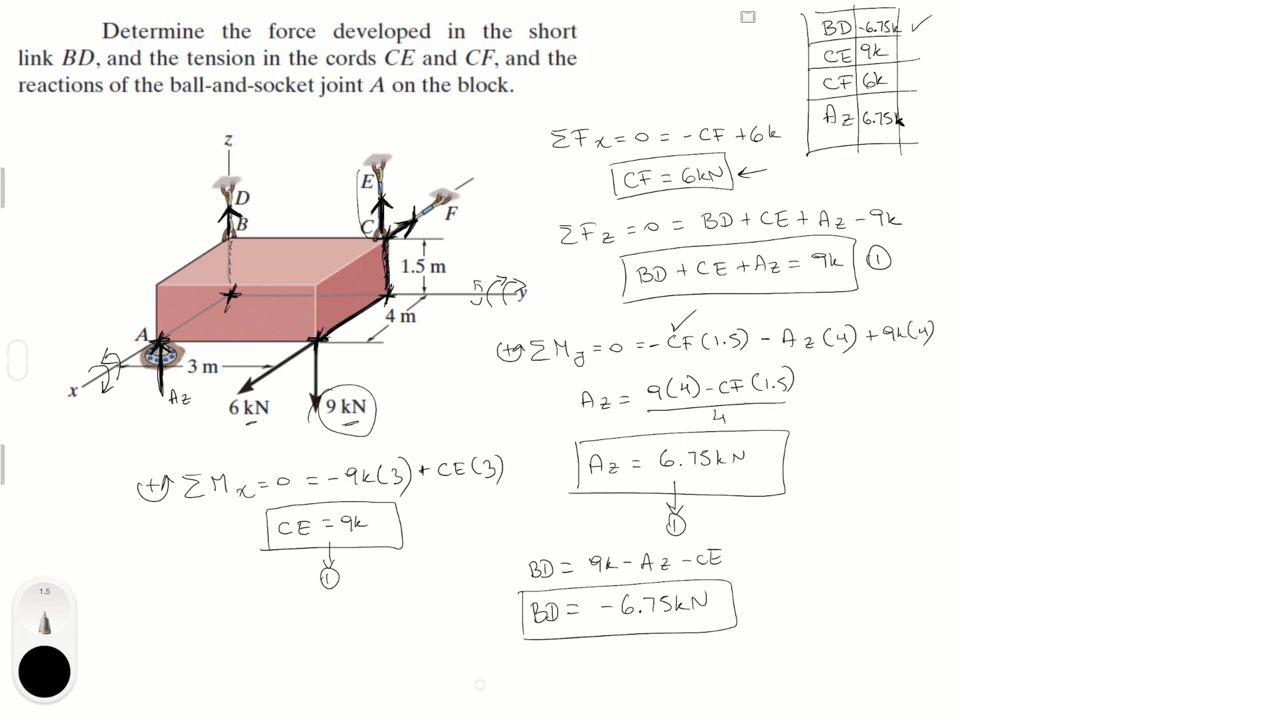 Determine the force developed in the short
link BD, and the tension in the cords CE and CF, and the
reactions of the ball-and-socket joint A on the block.
BD -6.75k ✓
CE 9k
CF 6k
Az 6.75k
z
D
B
E
F
C
1.5 m
y
4 m
A
3 m
x
Az
6 kN
9 kN
ΣFx = 0 = -CF + 6k
CF = 6kN ←
ΣFz = 0 = BD + CE + Az - 9k
BD + CE + Az = 9k ①
(+ ΣMy = 0 = -CF(1.5) - Az(4) + 9k(4)
Az = 9(4) - CF(1.5)
4
Az = 6.75kN
①
BD = 9k - Az - CE
BD = -6.75kN
(+ ΣMx = 0 = -9k(3) + CE(3)
CE = 9k
①
1.5